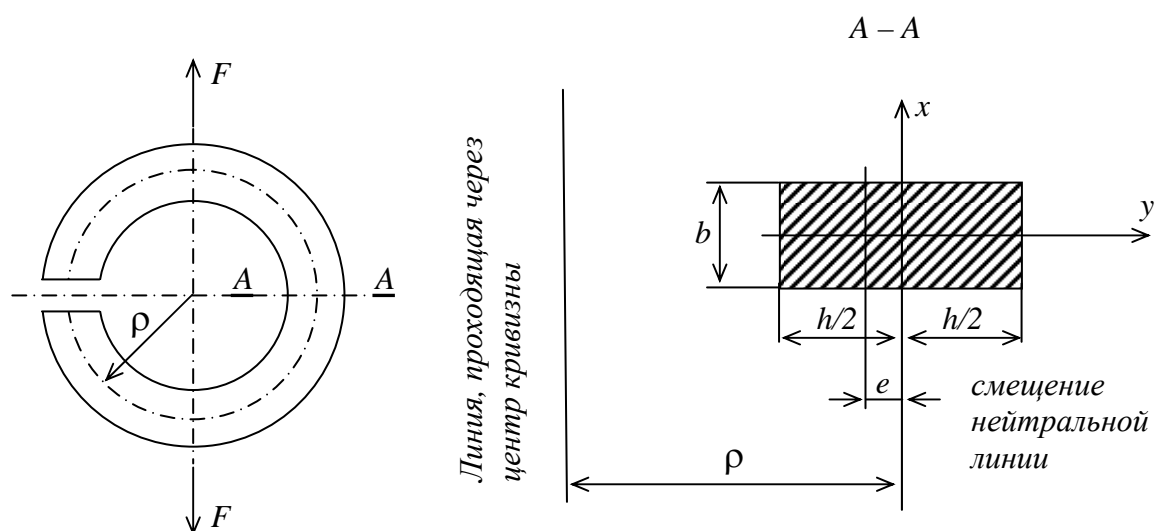 A – A
F
x
Линия, проходящая через
центр кривизны
y
b
A
A
ρ
h/2
h/2
e
смещение
нейтральной
линии
ρ
F